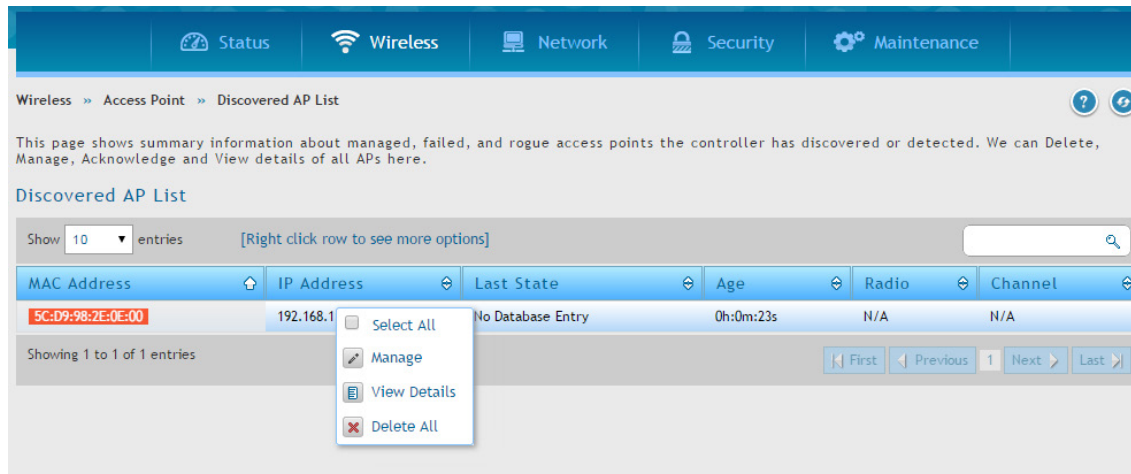 Status Wireless Network Security Maintenance
Wireless » Access Point » Discovered AP List
This page shows summary information about managed, failed, and rogue access points the controller has discovered or detected. We can Delete,
Manage, Acknowledge and View details of all APs here.
Discovered AP List
Show 10 entries [Right click row to see more options]
MAC Address IP Address Last State Age Radio Channel
5C:D9:98:2E:0E:00 192.168.1 No Database Entry 0h:0m:23s N/A N/A
Select All
Manage
View Details
Delete All
Showing 1 to 1 of 1 entries First Previous 1 Next Last